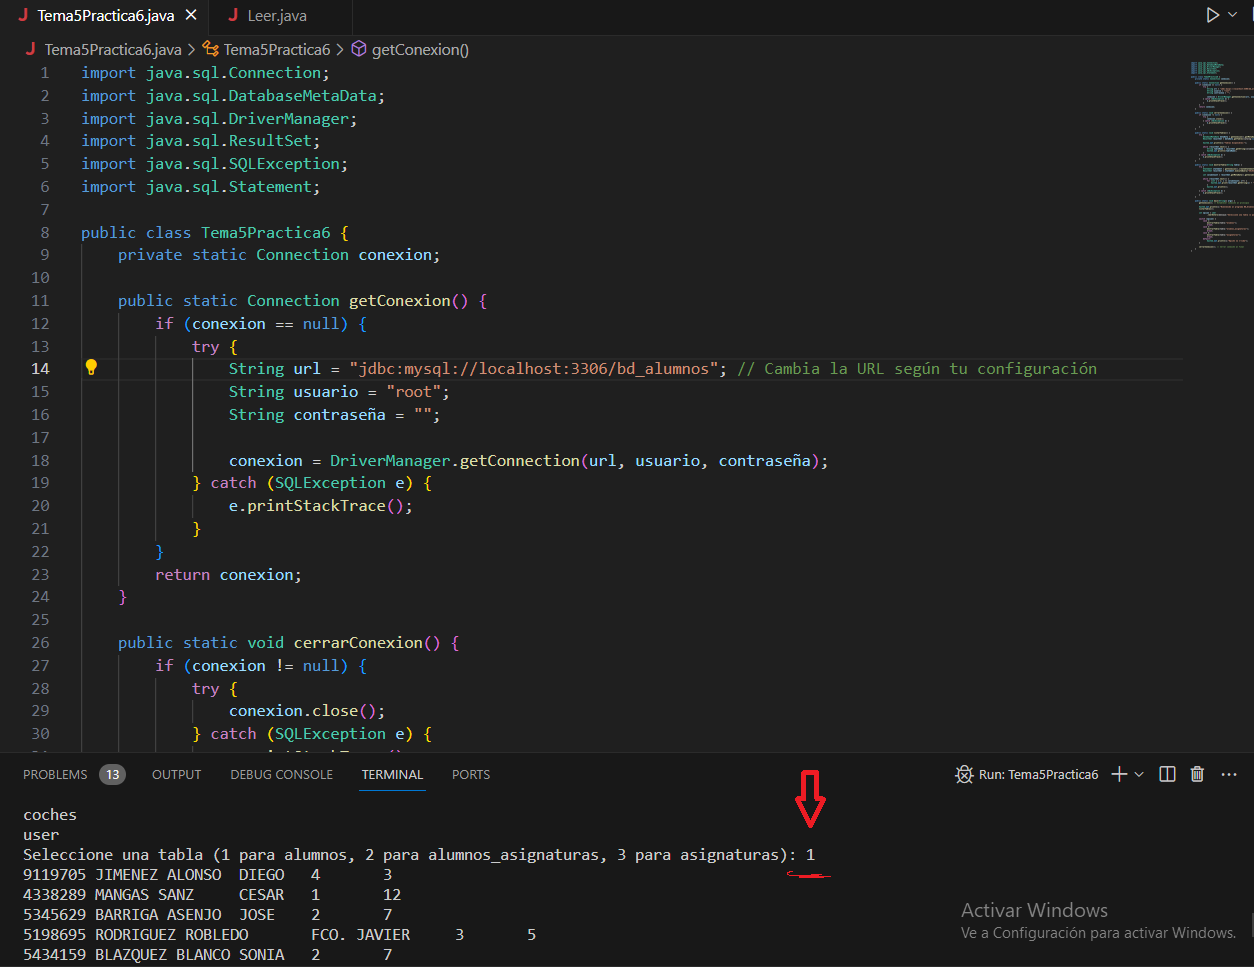 Tema5Practica6.java
Leer.java
Tema5Practica6.java > Tema5Practica6 > getConexion()
1 import java.sql.Connection;
2 import java.sql.DatabaseMetaData;
3 import java.sql.DriverManager;
4 import java.sql.ResultSet;
5 import java.sql.SQLException;
6 import java.sql.Statement;
7
8 public class Tema5Practica6 {
9 private static Connection conexion;
10
11 public static Connection getConexion() {
12 if (conexion == null) {
13 try {
14 String url = "jdbc:mysql://localhost:3306/bd_alumnos"; // Cambia la URL según tu configuración
15 String usuario = "root";
16 String contraseña = "";
17
18 conexion = DriverManager.getConnection(url, usuario, contraseña);
19 } catch (SQLException e) {
20 e.printStackTrace();
21 }
22 }
23 return conexion;
24 }
25
26 public static void cerrarConexion() {
27 if (conexion != null) {
28 try {
29 conexion.close();
30 } catch (SQLException e) {
PROBLEMS 13 OUTPUT DEBUG CONSOLE TERMINAL PORTS
Run: Tema5Practica6
coches
user
Seleccione una tabla (1 para alumnos, 2 para alumnos_asignaturas, 3 para asignaturas): 1
9119705 JIMENEZ ALONSO DIEGO 4 3
4338289 MANGAS SANZ CESAR 1 12
5345629 BARRIGA ASENJO JOSE 2 7
5198695 RODRIGUEZ ROBLEDO FCO. JAVIER 3 5
5434159 BLAZQUEZ BLANCO SONIA 2 7
Activar Windows
Ve a Configuración para activar Windows.